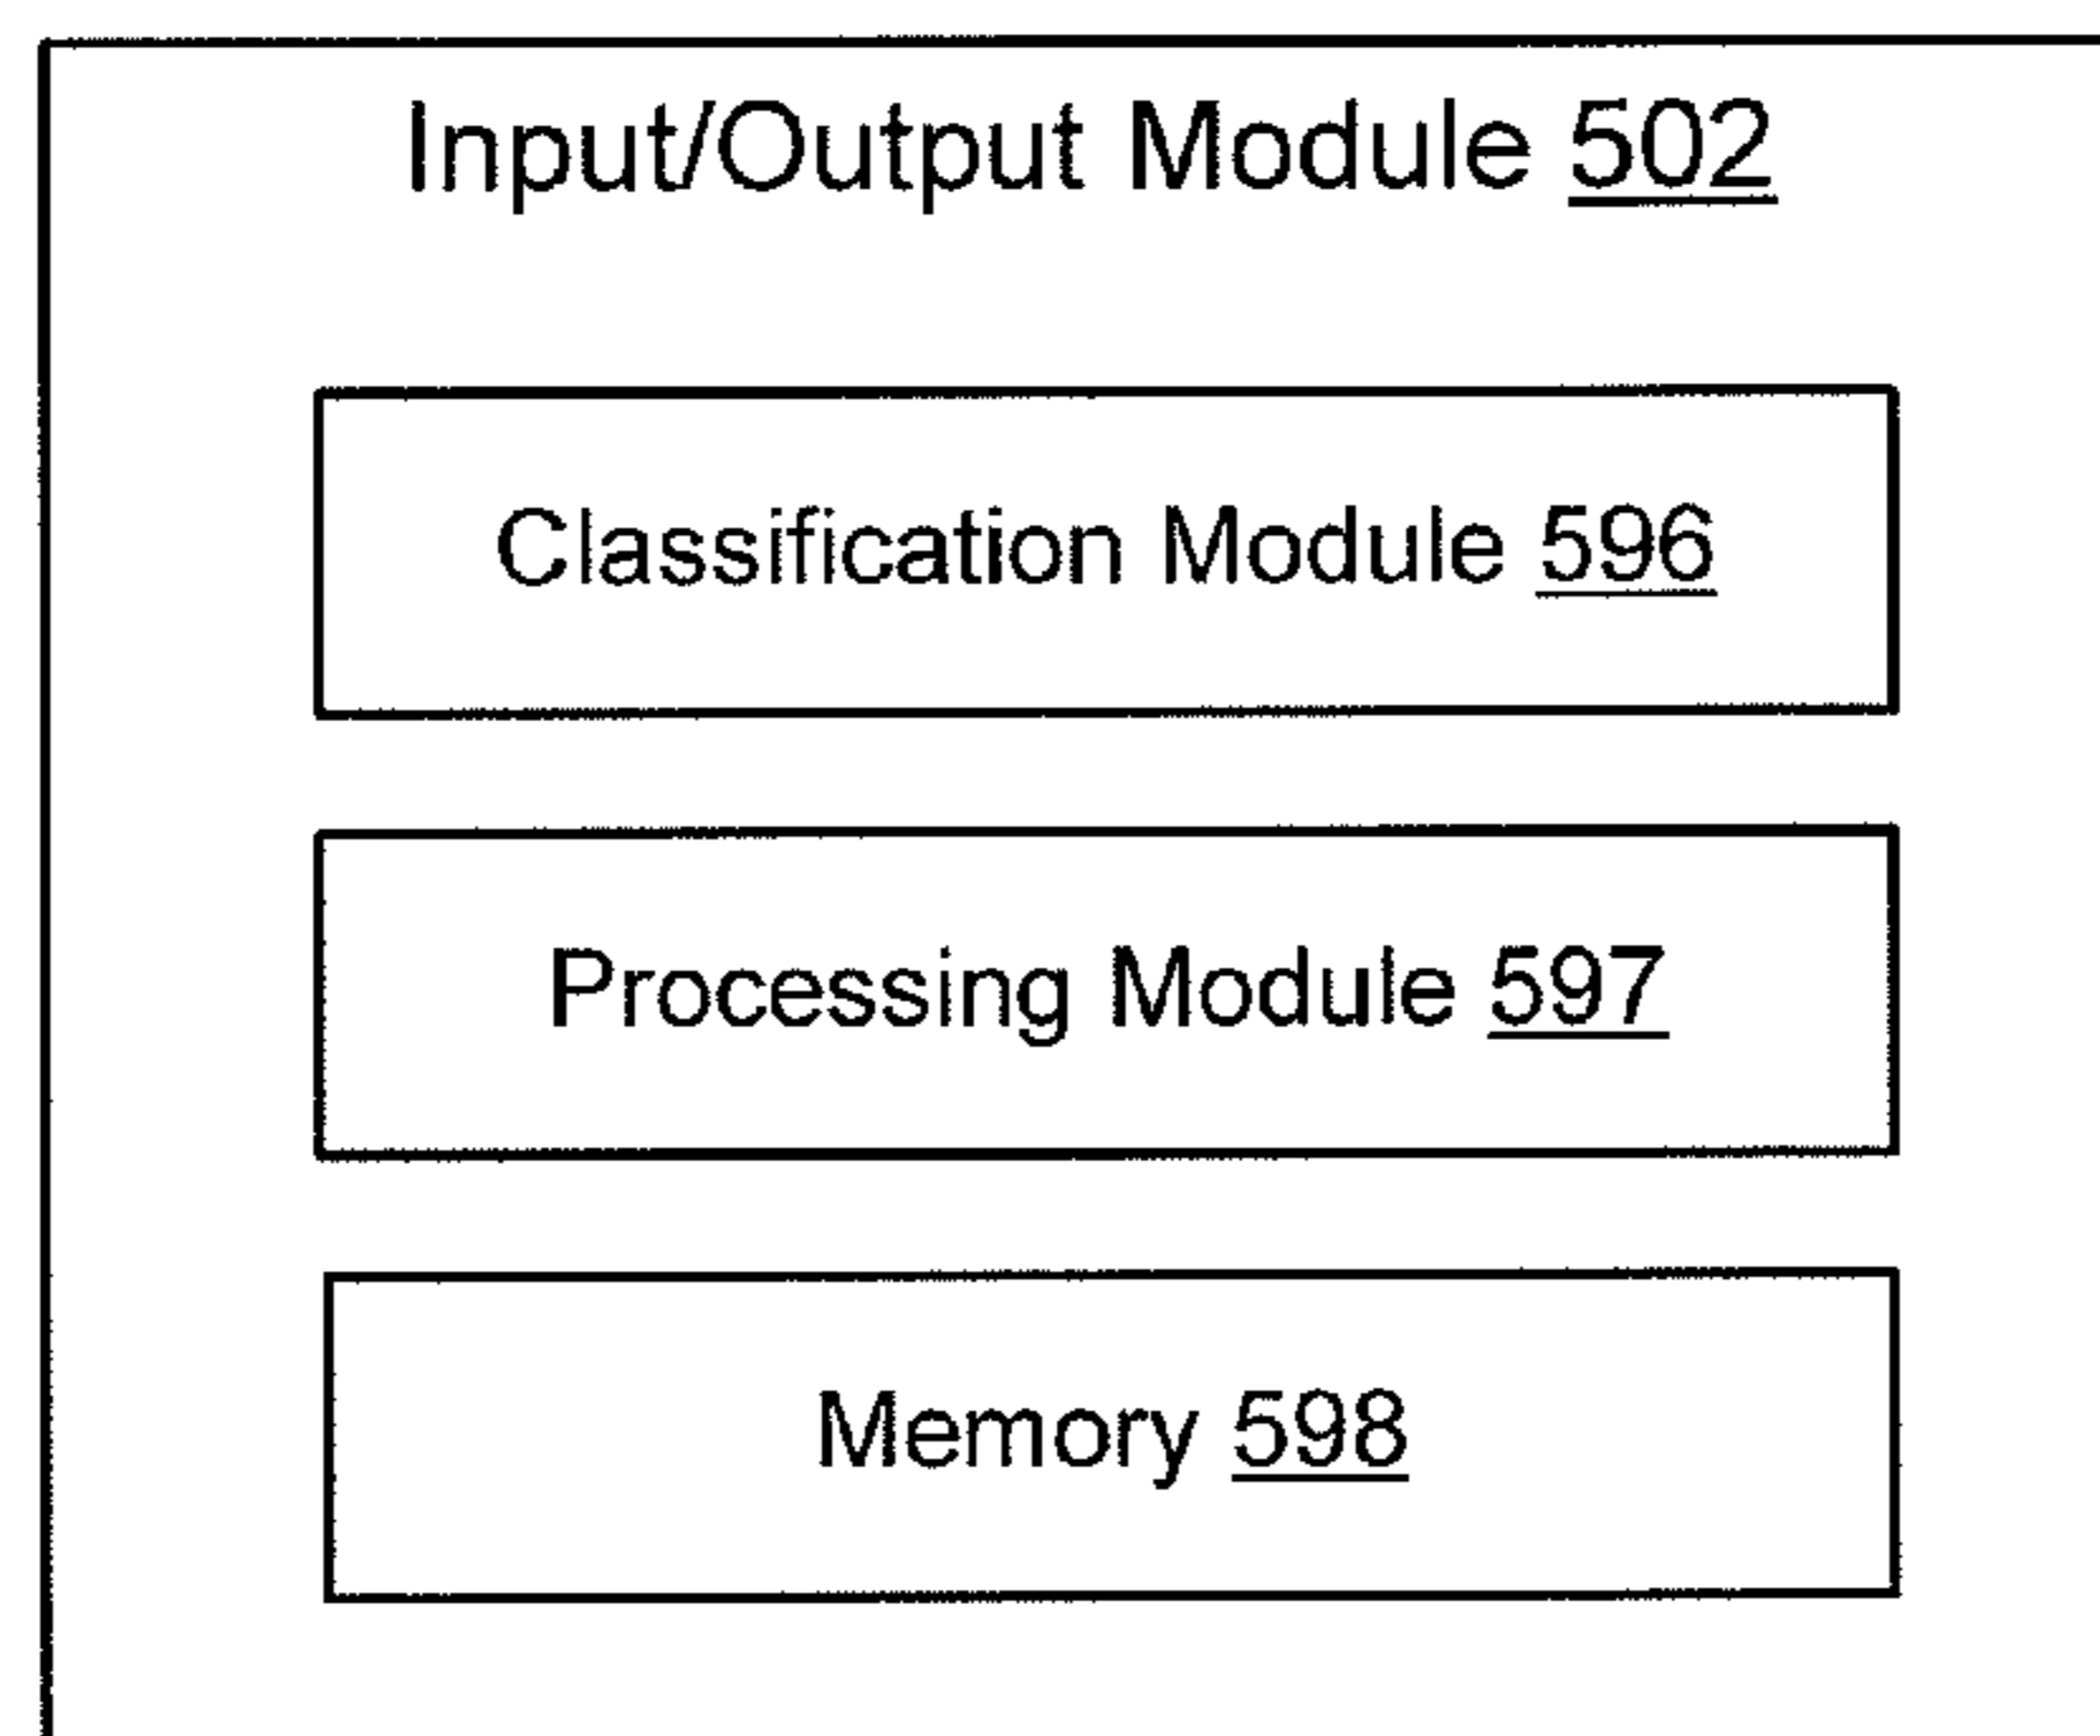 Input/Output Module 502
Classification Module 596
Processing Module 597
Memory 598